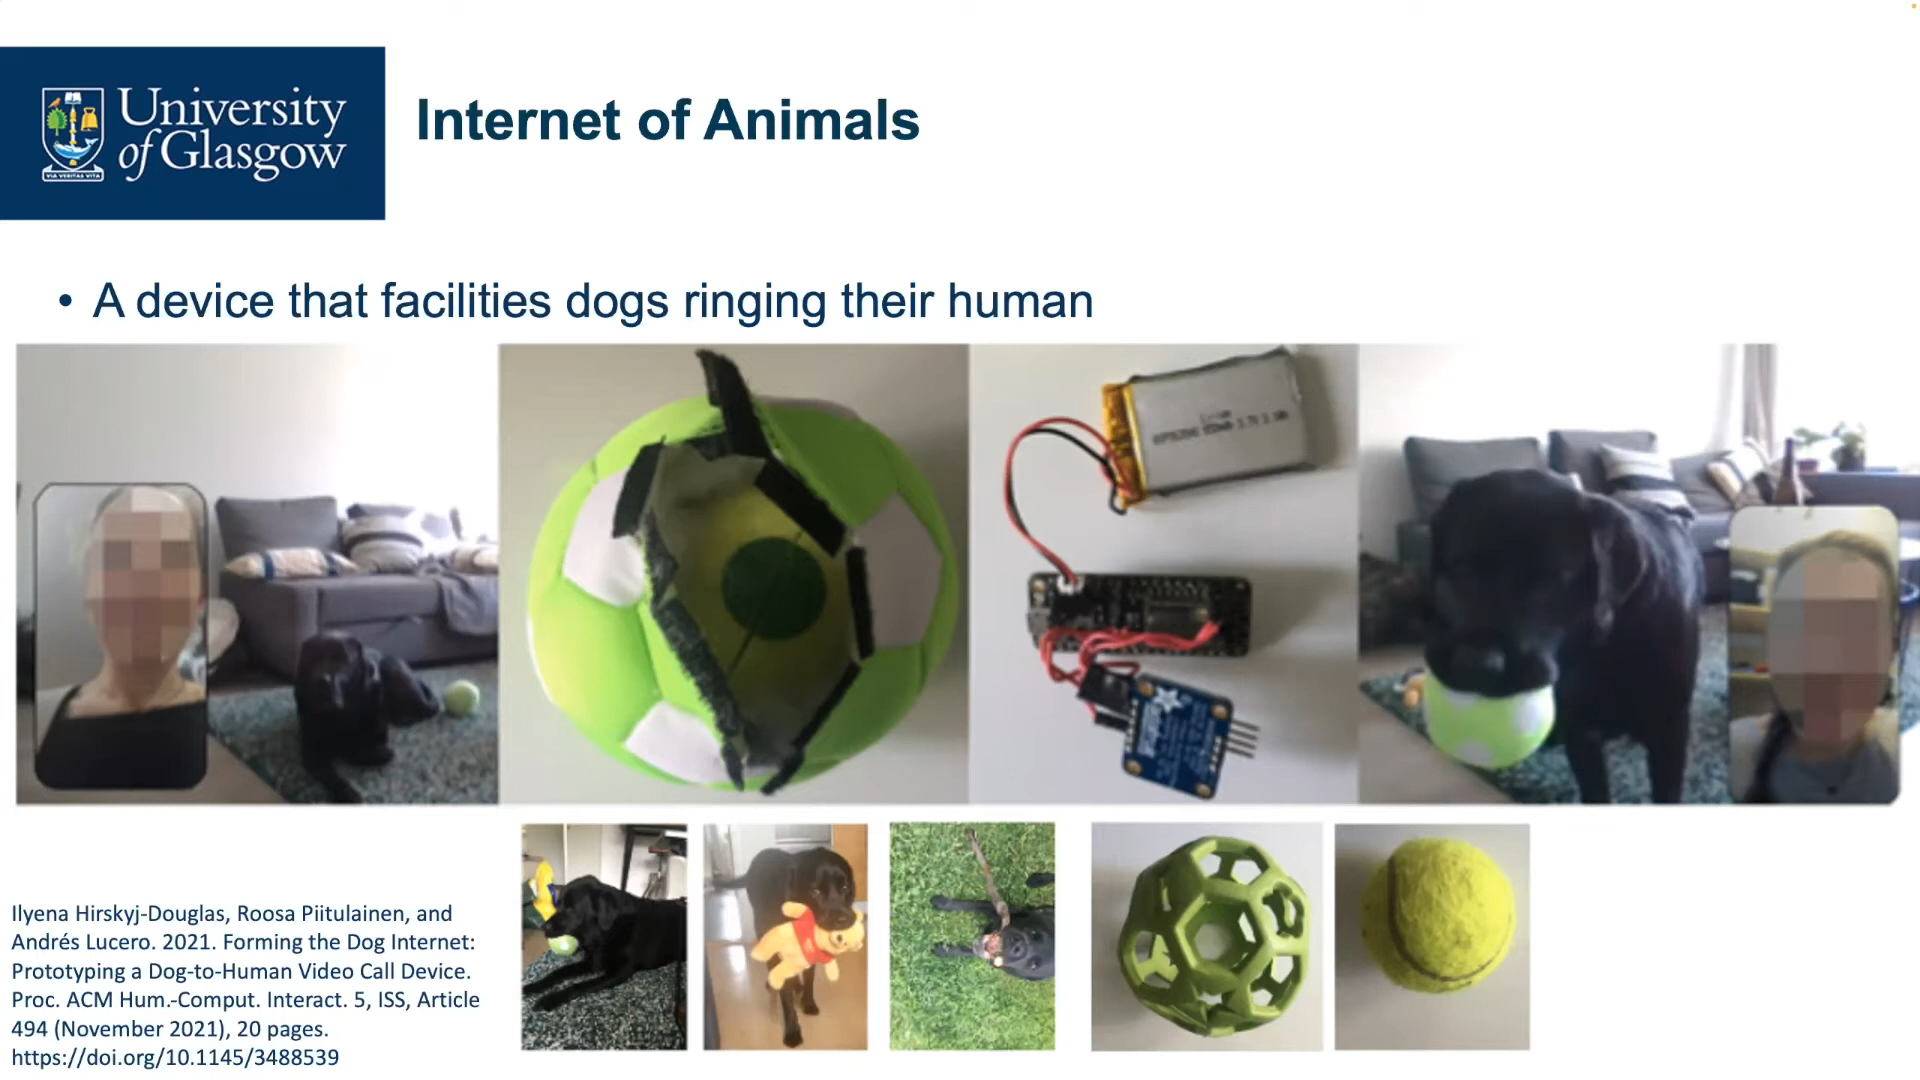 University
of Glasgow
VIA VERITAS VITA
Internet of Animals
• A device that facilities dogs ringing their human
Ilyena Hirskyj-Douglas, Roosa Piitulainen, and
Andrés Lucero. 2021. Forming the Dog Internet:
Prototyping a Dog-to-Human Video Call Device.
Proc. ACM Hum.-Comput. Interact. 5, ISS, Article
494 (November 2021), 20 pages.
https://doi.org/10.1145/3488539